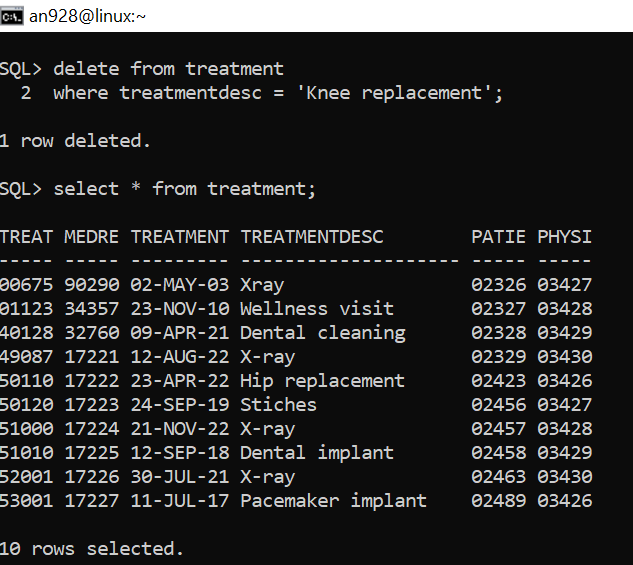 an928@linux:~
SQL> delete from treatment
  2  where treatmentdesc = 'Knee replacement';
1 row deleted.
SQL> select * from treatment;
TREAT MEDRE TREATMENT TREATMENTDESC        PATIE PHYSI
----- ----- --------- -------------------- ----- -----
00675 90290 02-MAY-03 Xray                 02326 03427
01123 34357 23-NOV-10 Wellness visit       02327 03428
40128 32760 09-APR-21 Dental cleaning      02328 03429
49087 17221 12-AUG-22 X-ray                02329 03430
50110 17222 23-APR-22 Hip replacement      02423 03426
50120 17223 24-SEP-19 Stiches              02456 03427
51000 17224 21-NOV-22 X-ray                02457 03428
51010 17225 12-SEP-18 Dental implant       02458 03429
52001 17226 30-JUL-21 X-ray                02463 03430
53001 17227 11-JUL-17 Pacemaker implant    02489 03426
10 rows selected.